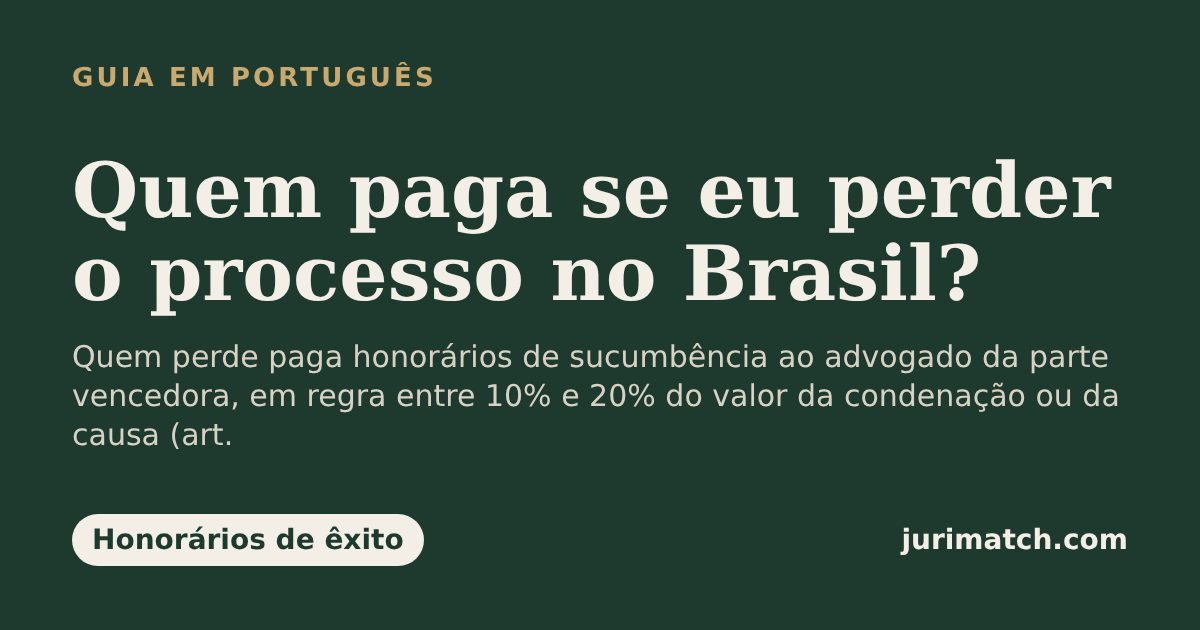 GUIA EM PORTUGUÊS
Quem paga se eu perder
o processo no Brasil?
Quem perde paga honorários de sucumbência ao advogado da parte
vencedora, em regra entre 10% e 20% do valor da condenação ou da
causa (art.
Honorários de êxito
jurimatch.com